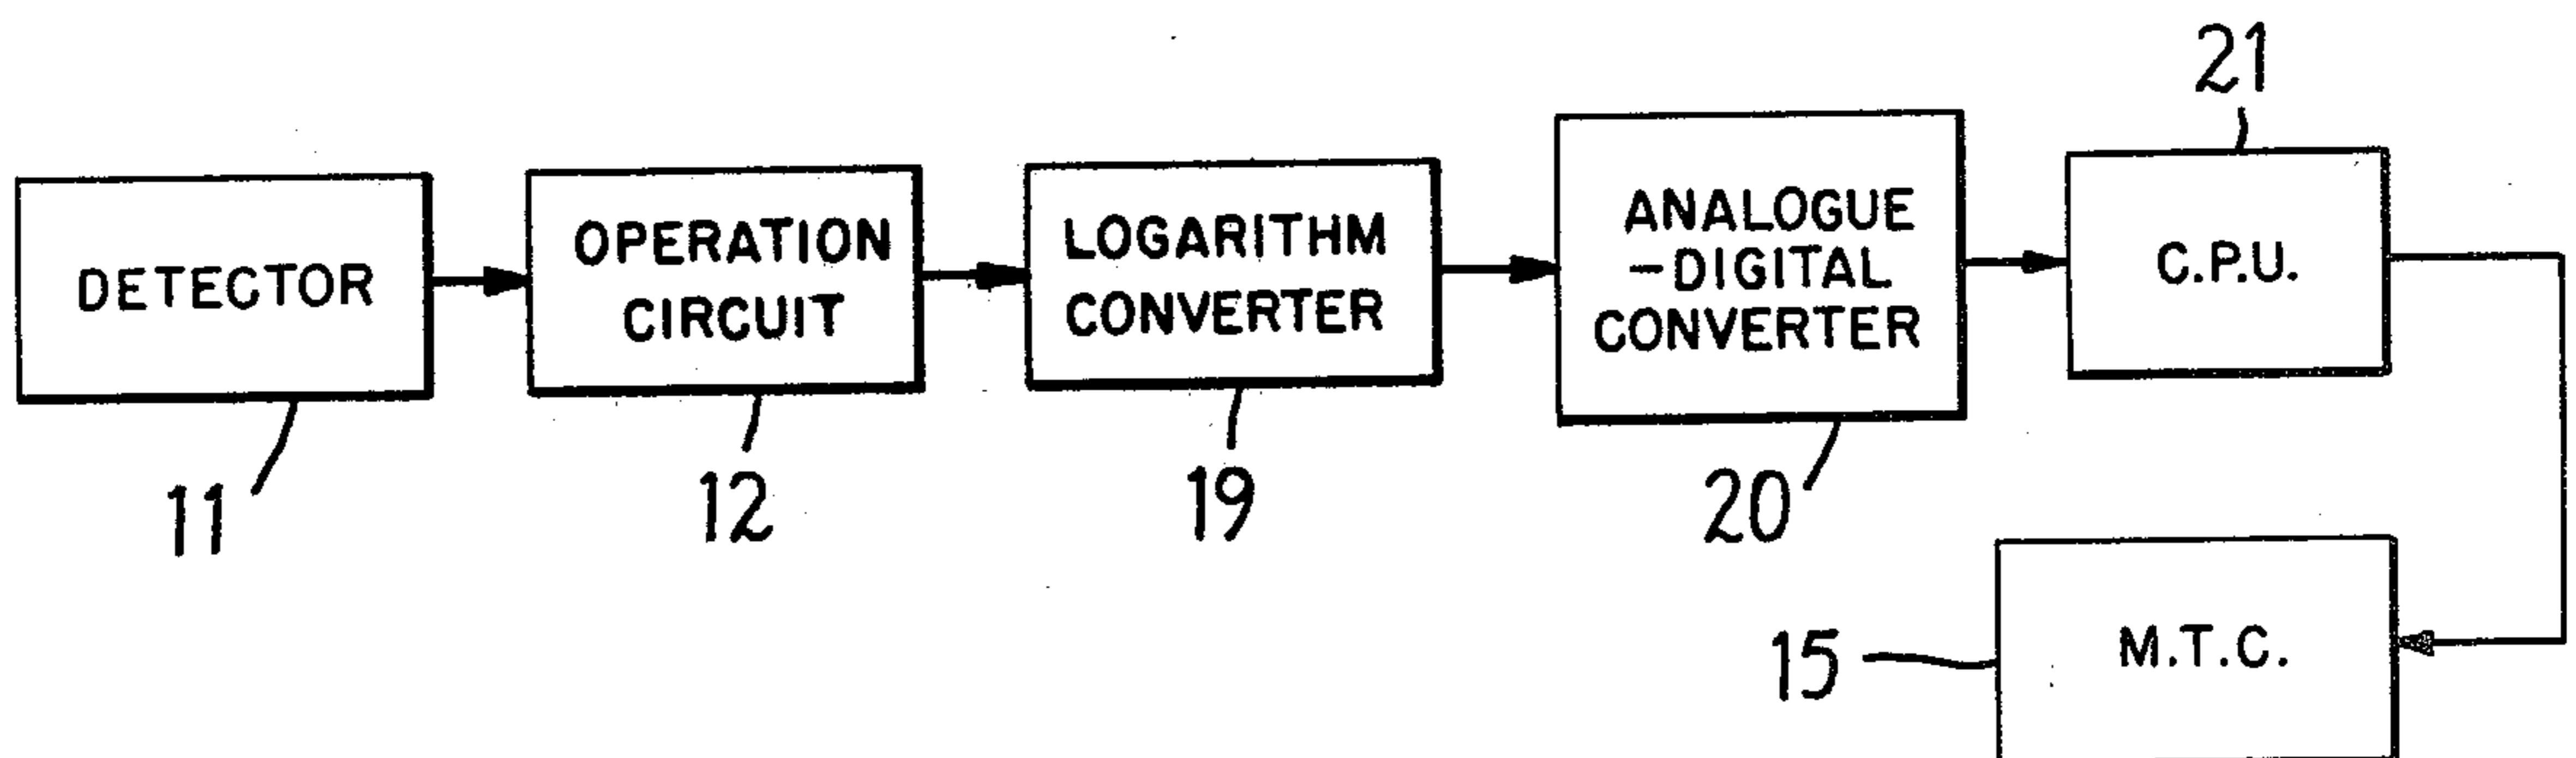 21
DETECTOR
OPERATION
CIRCUIT
LOGARITHM
CONVERTER
ANALOGUE
-DIGITAL
CONVERTER
C.P.U.
11
12
19
20
15
M.T.C.